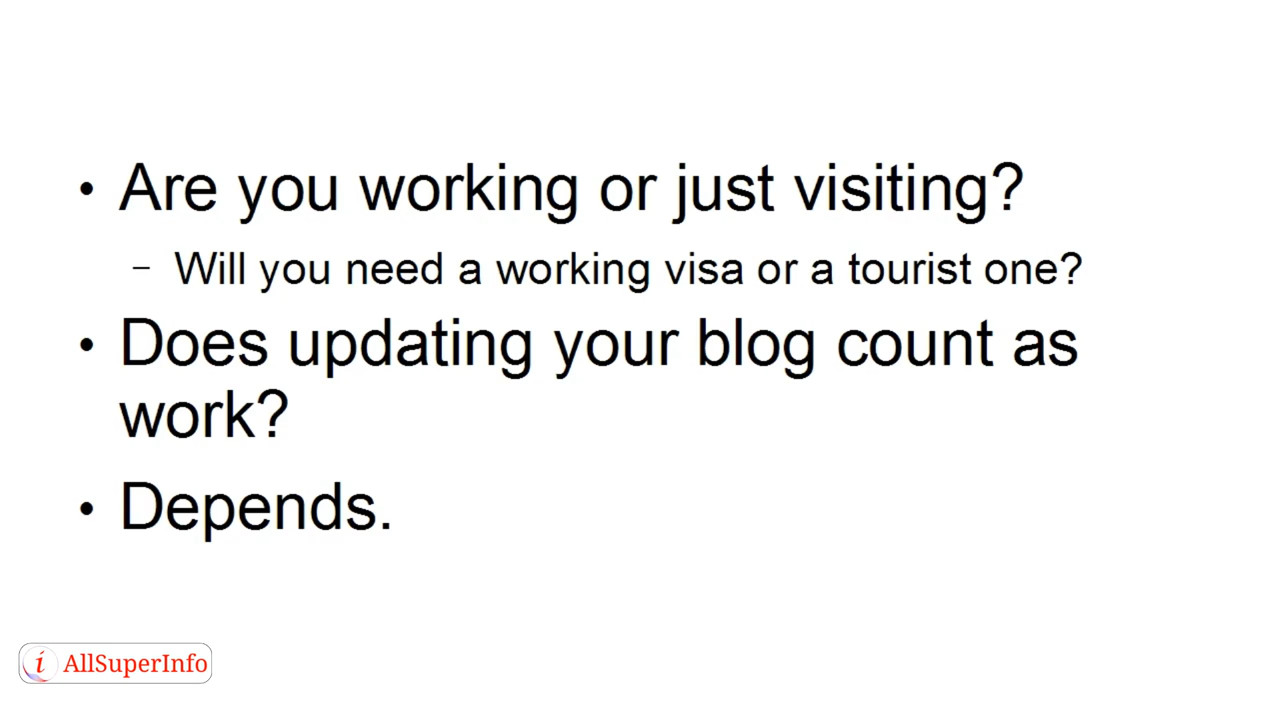 • Are you working or just visiting?
– Will you need a working visa or a tourist one?
• Does updating your blog count as
work?
• Depends.
i AllSuperInfo